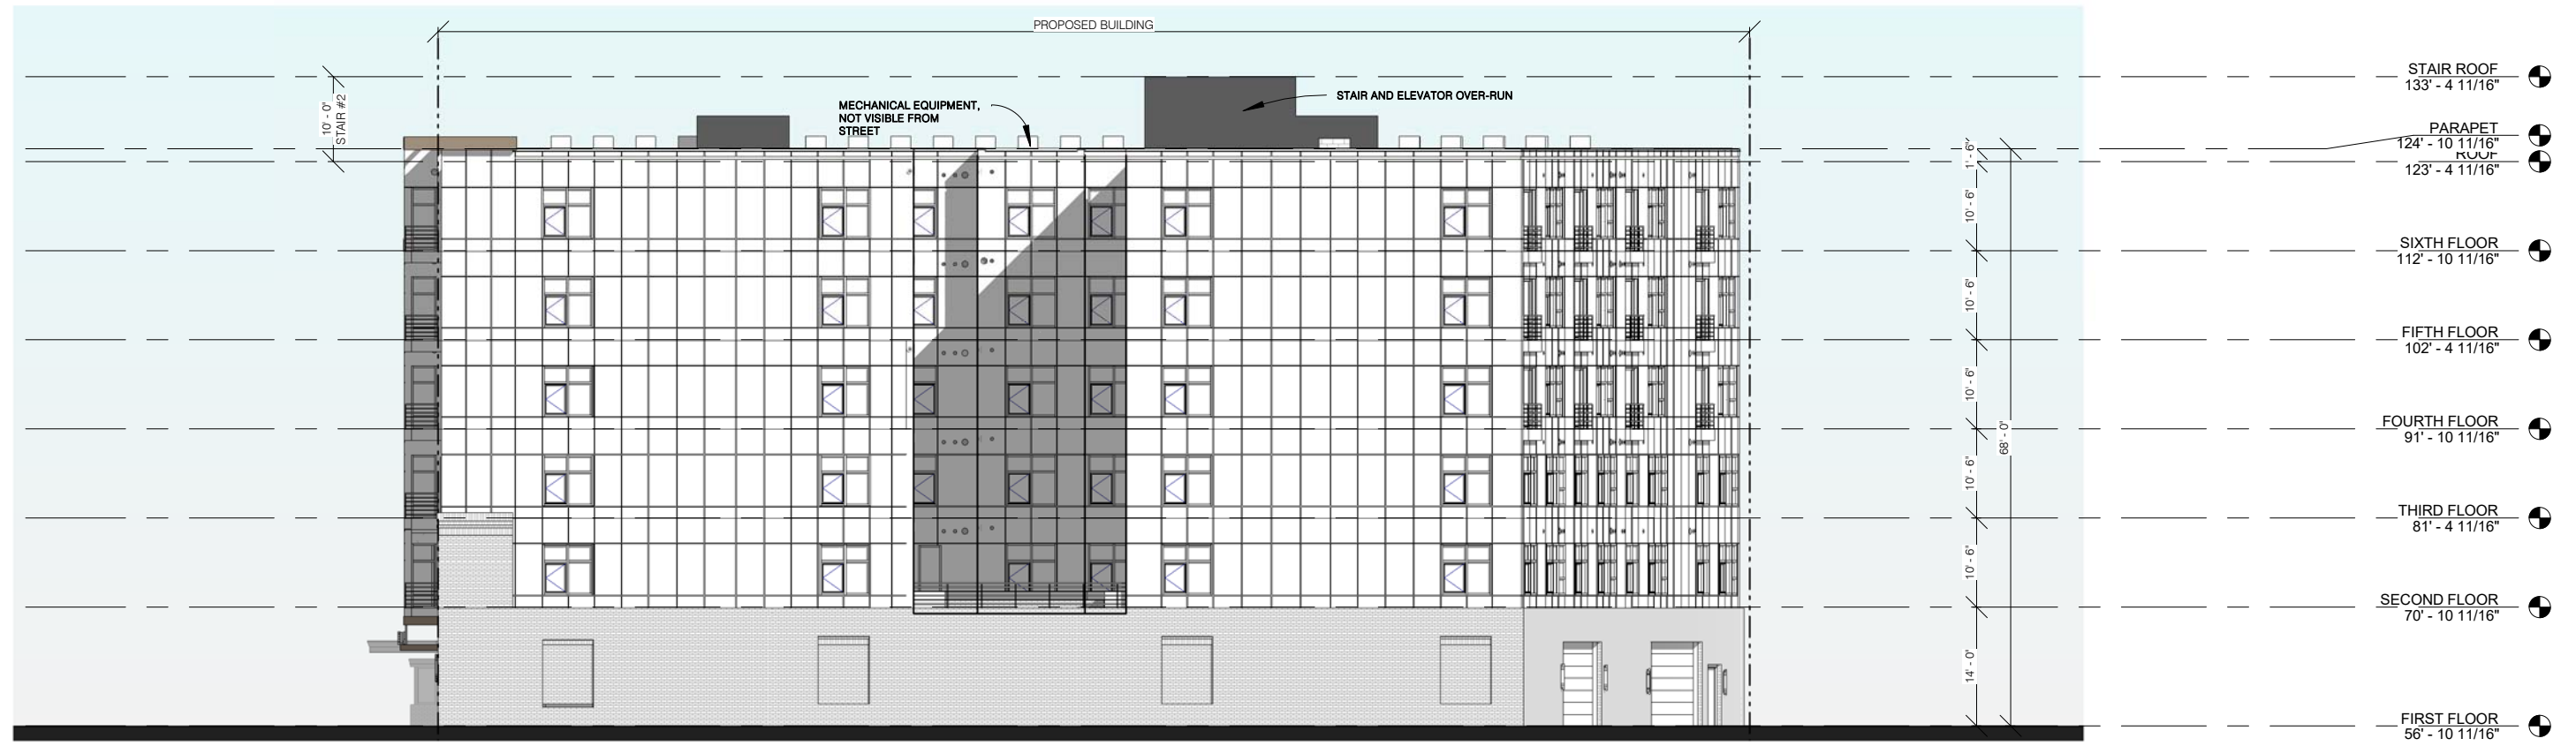 PROPOSED BUILDING
10' - 0"
STAIR #2
MECHANICAL EQUIPMENT,
NOT VISIBLE FROM
STREET
STAIR AND ELEVATOR OVER-RUN
STAIR ROOF
133' - 4 11/16"
PARAPET
124' - 10 11/16"
ROOF
123' - 4 11/16"
SIXTH FLOOR
112' - 10 11/16"
FIFTH FLOOR
102' - 4 11/16"
FOURTH FLOOR
91' - 10 11/16"
THIRD FLOOR
81' - 4 11/16"
SECOND FLOOR
70' - 10 11/16"
FIRST FLOOR
56' - 10 11/16"
1' - 6"
10' - 6"
10' - 6"
10' - 6"
10' - 6"
10' - 6"
14' - 0"
68' - 0"